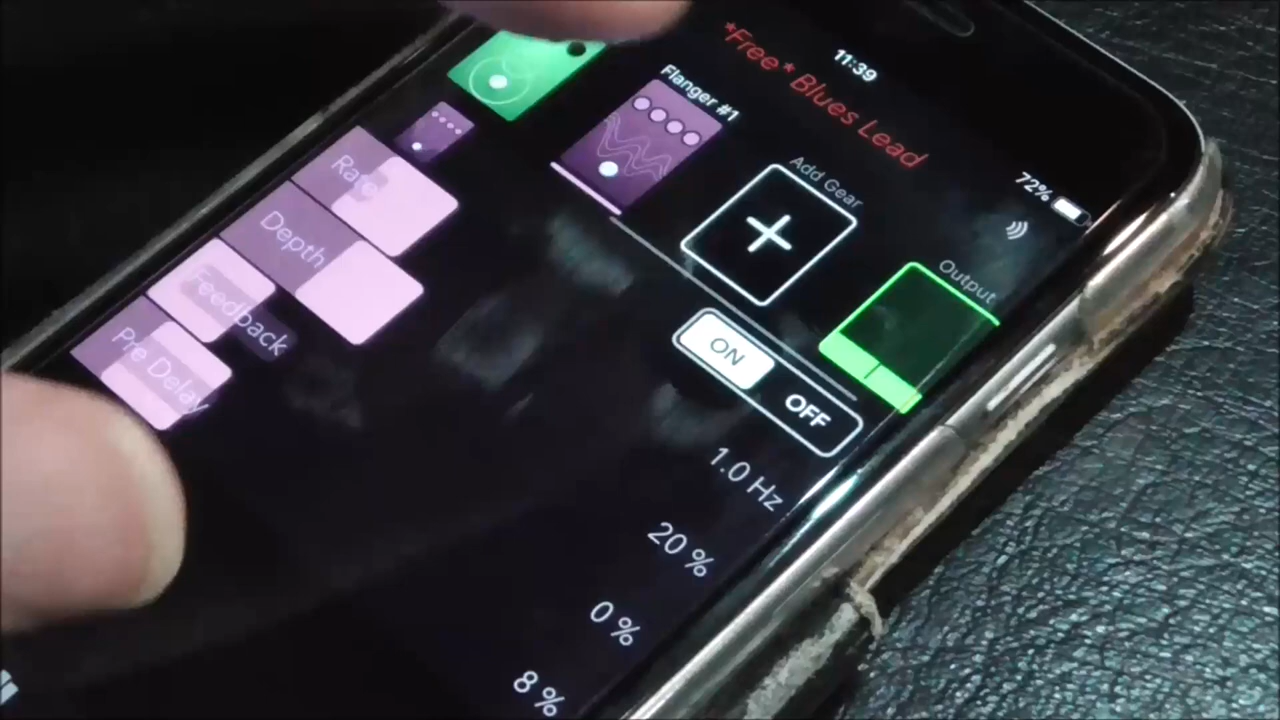 11:39
*Free* Blues Lead
72%
Flanger #1
Add Gear
Output
ON
OFF
Rate
1.0 Hz
Depth
20 %
Feedback
0 %
Pre Delay
8 %